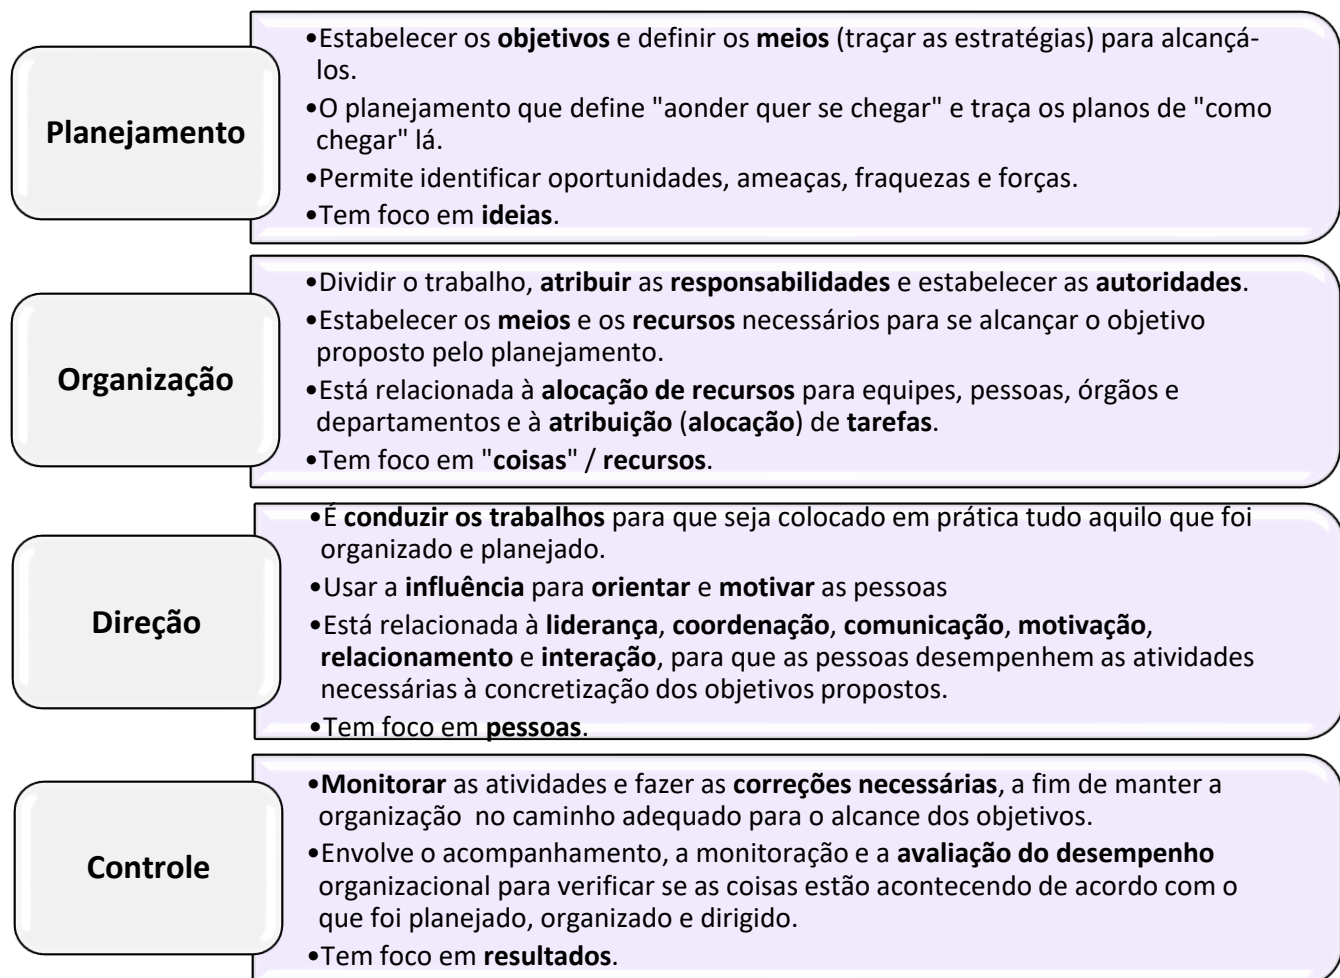 Planejamento
•Estabelecer os objetivos e definir os meios (traçar as estratégias) para alcançá-
los.
•O planejamento que define "aonder quer se chegar" e traça os planos de "como
chegar" lá.
•Permite identificar oportunidades, ameaças, fraquezas e forças.
•Tem foco em ideias.
Organização
•Dividir o trabalho, atribuir as responsabilidades e estabelecer as autoridades.
•Estabelecer os meios e os recursos necessários para se alcançar o objetivo
proposto pelo planejamento.
•Está relacionada à alocação de recursos para equipes, pessoas, órgãos e
departamentos e à atribuição (alocação) de tarefas.
•Tem foco em "coisas" / recursos.
Direção
•É conduzir os trabalhos para que seja colocado em prática tudo aquilo que foi
organizado e planejado.
•Usar a influência para orientar e motivar as pessoas
•Está relacionada à liderança, coordenação, comunicação, motivação,
relacionamento e interação, para que as pessoas desempenhem as atividades
necessárias à concretização dos objetivos propostos.
•Tem foco em pessoas.
Controle
•Monitorar as atividades e fazer as correções necessárias, a fim de manter a
organização no caminho adequado para o alcance dos objetivos.
•Envolve o acompanhamento, a monitoração e a avaliação do desempenho
organizacional para verificar se as coisas estão acontecendo de acordo com o
que foi planejado, organizado e dirigido.
•Tem foco em resultados.